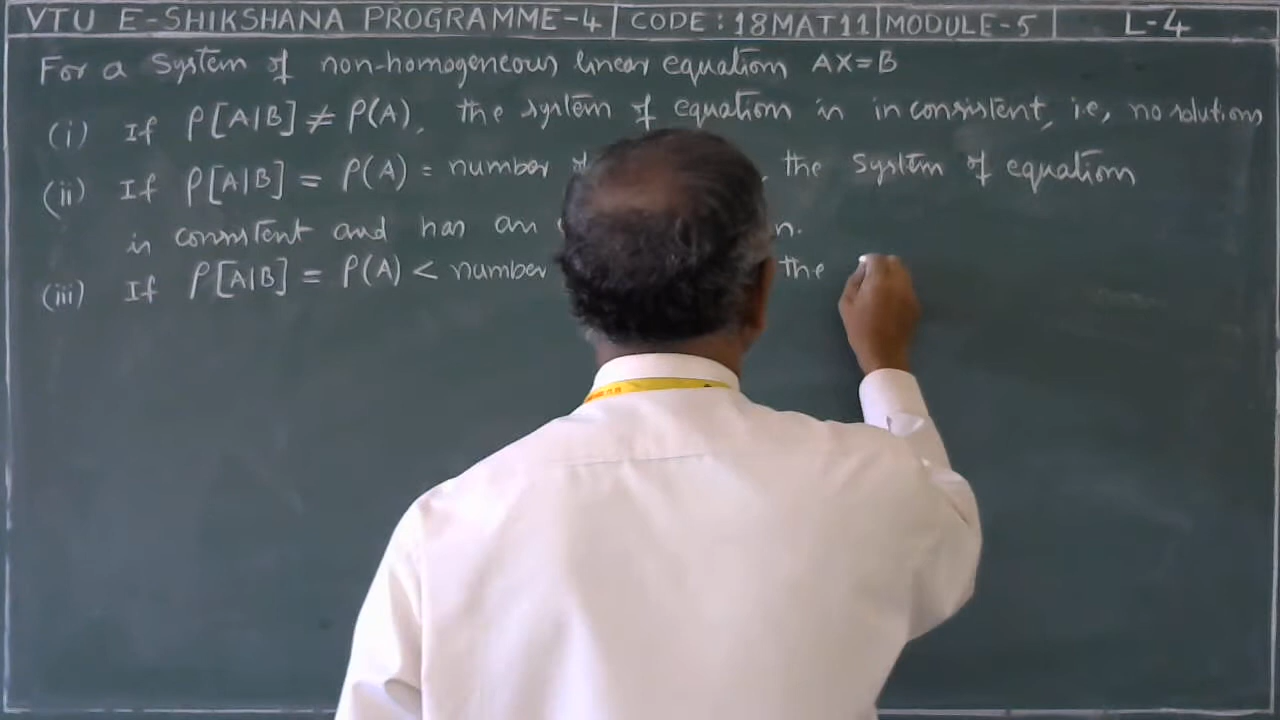 VTU E-SHIKSHANA PROGRAMME-4 | CODE : 18MAT11 | MODULE-5 | L-4
For a System of non-homogeneous linear equation AX=B
(i) If ρ[A|B] ≠ ρ(A), the system of equation is inconsistent, i.e, no solutions
(ii) If ρ[A|B] = ρ(A) = number the system of equation
is consistent and has an
(iii) If ρ[A|B] = ρ(A) < number the